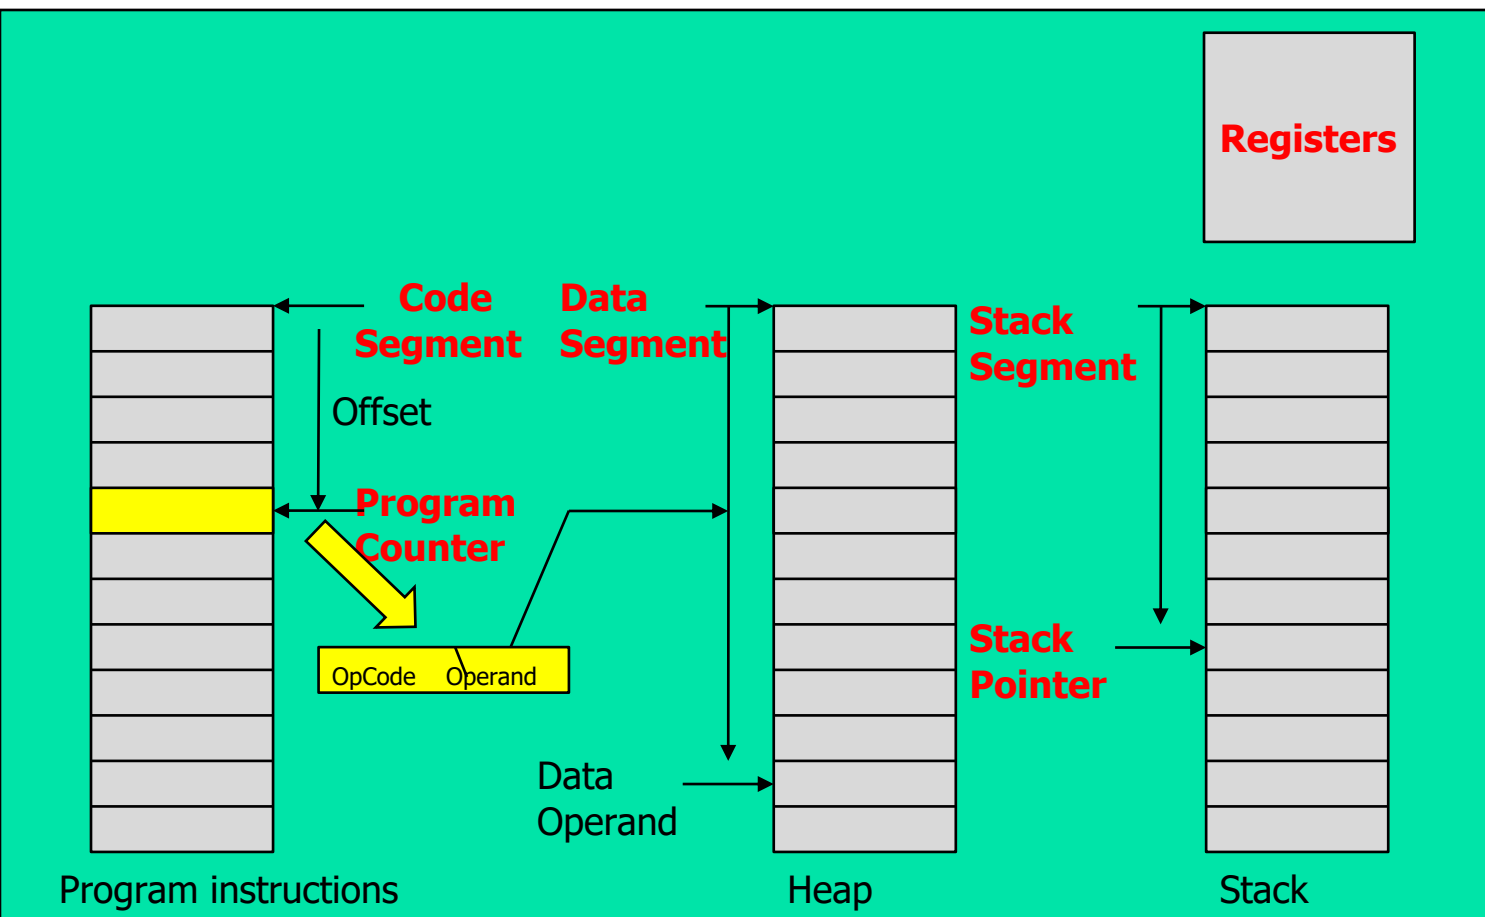 Registers
Code
Segment
Data
Segment
Stack
Segment
Offset
Program
Counter
OpCode
Operand
Stack
Pointer
Data
Operand
Program instructions
Heap
Stack